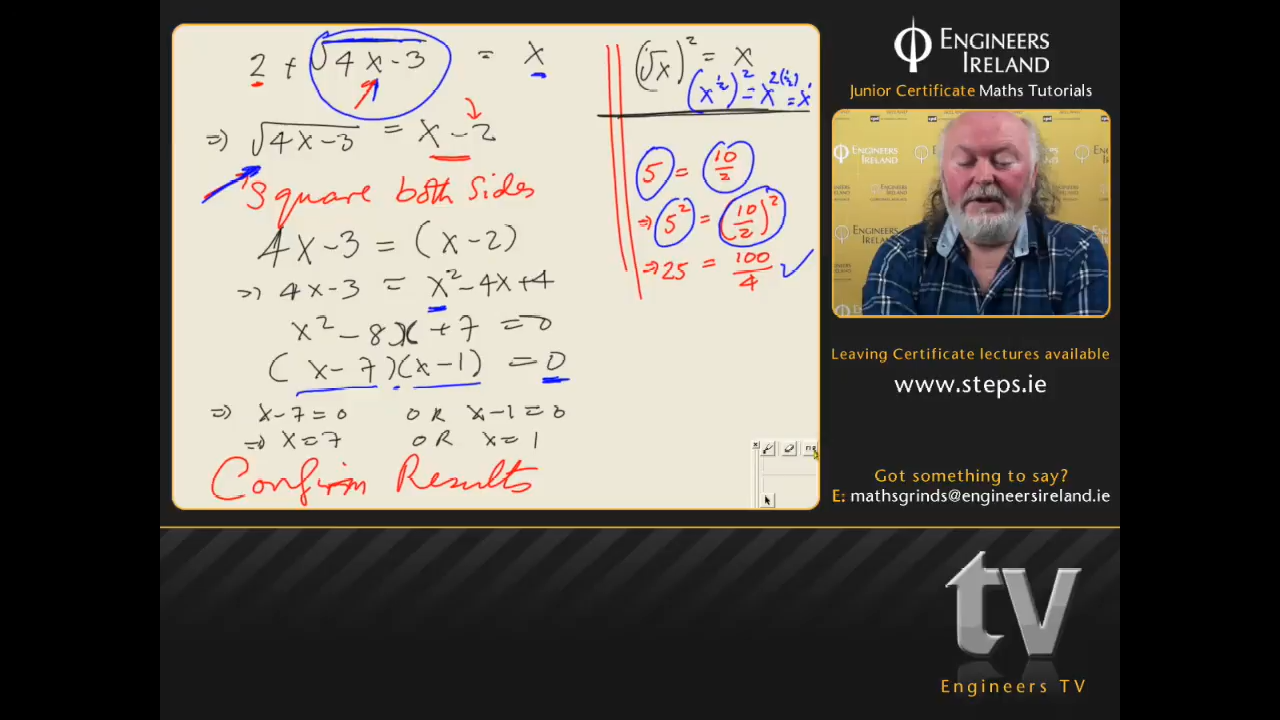 2 + √4x-3 = x
⇒ √4x-3 = x-2
Square both sides
4x-3 = (x-2)
⇒ 4x-3 = x²-4x+4
x² - 8x + 7 = 0
(x-7)(x-1) = 0
⇒ x-7=0 OR x-1=0
⇒ x=7 OR x=1
Confirm Results
(√x)² = x
(x^½)² = x^2(½) = x¹
5 = 10/2
⇒ 5² = (10/2)²
⇒ 25 = 100/4 ✓
ENGINEERS
IRELAND
Junior Certificate Maths Tutorials
Leaving Certificate lectures available
www.steps.ie
Got something to say?
E: mathsgrinds@engineersireland.ie
tv
Engineers TV